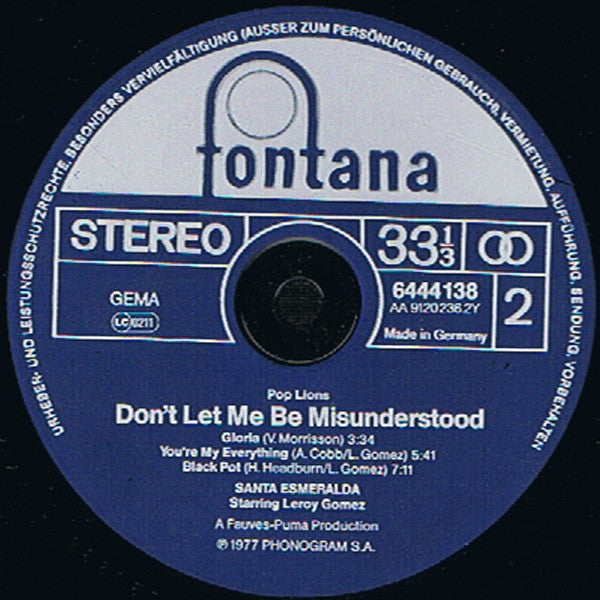 URHEBER- UND LEISTUNGSSCHUTZRECHTE, BESONDERS VERVIELFÄLTIGUNG (AUSSER ZUM PERSÖNLICHEN GEBRAUCH), VERMIETUNG, AUFFÜHRUNG, SENDUNG, VORBEHALTEN
fontana
STEREO
33 1/3
GEMA
LC 0211
6444138
AA 9120236.2Y
2
Made in Germany
Pop Lions
Don't Let Me Be Misunderstood
Gloria (V. Morrisson) 3:34
You're My Everything (A. Cobb/L. Gomez) 5:41
Black Pot (H. Headburn/L. Gomez) 7:11
SANTA ESMERALDA
Starring Leroy Gomez
A Fauves-Puma Production
℗ 1977 PHONOGRAM S.A.